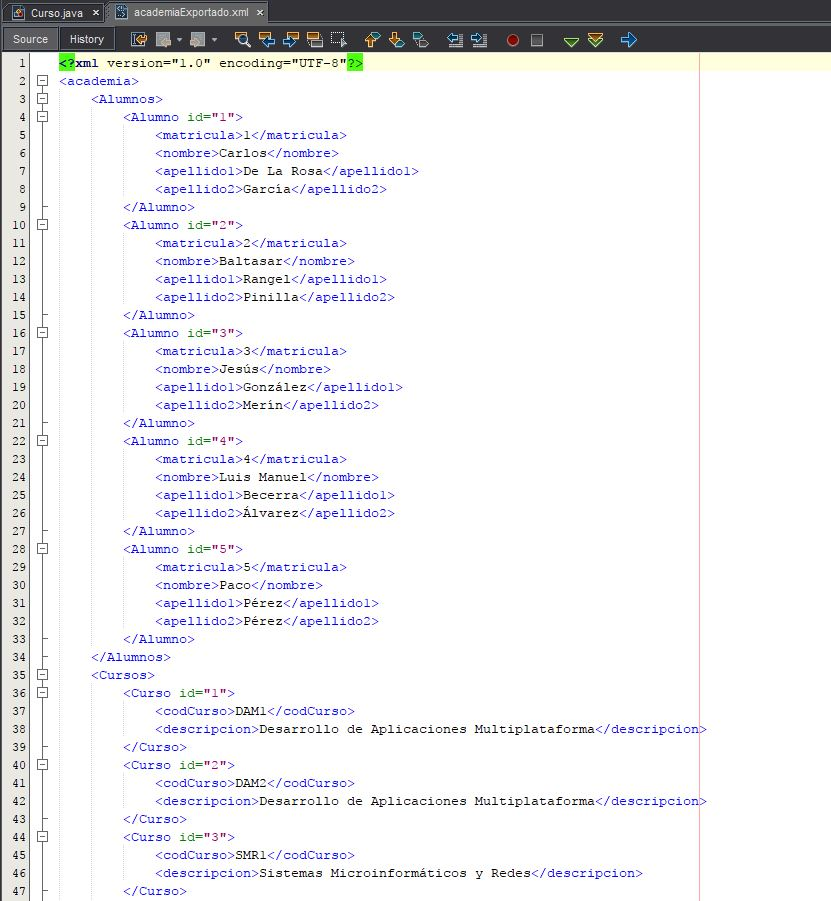 Curso.java
academiaExportado.xml
Source History
1 <?xml version="1.0" encoding="UTF-8"?>
2 <academia>
3 <Alumnos>
4 <Alumno id="1">
5 <matricula>1</matricula>
6 <nombre>Carlos</nombre>
7 <apellido1>De La Rosa</apellido1>
8 <apellido2>García</apellido2>
9 </Alumno>
10 <Alumno id="2">
11 <matricula>2</matricula>
12 <nombre>Baltasar</nombre>
13 <apellido1>Rangel</apellido1>
14 <apellido2>Pinilla</apellido2>
15 </Alumno>
16 <Alumno id="3">
17 <matricula>3</matricula>
18 <nombre>Jesús</nombre>
19 <apellido1>González</apellido1>
20 <apellido2>Merín</apellido2>
21 </Alumno>
22 <Alumno id="4">
23 <matricula>4</matricula>
24 <nombre>Luis Manuel</nombre>
25 <apellido1>Becerra</apellido1>
26 <apellido2>Álvarez</apellido2>
27 </Alumno>
28 <Alumno id="5">
29 <matricula>5</matricula>
30 <nombre>Paco</nombre>
31 <apellido1>Pérez</apellido1>
32 <apellido2>Pérez</apellido2>
33 </Alumno>
34 </Alumnos>
35 <Cursos>
36 <Curso id="1">
37 <codCurso>DAM1</codCurso>
38 <descripcion>Desarrollo de Aplicaciones Multiplataforma</descripcion>
39 </Curso>
40 <Curso id="2">
41 <codCurso>DAM2</codCurso>
42 <descripcion>Desarrollo de Aplicaciones Multiplataforma</descripcion>
43 </Curso>
44 <Curso id="3">
45 <codCurso>SMR1</codCurso>
46 <descripcion>Sistemas Microinformáticos y Redes</descripcion>
47 </Curso>